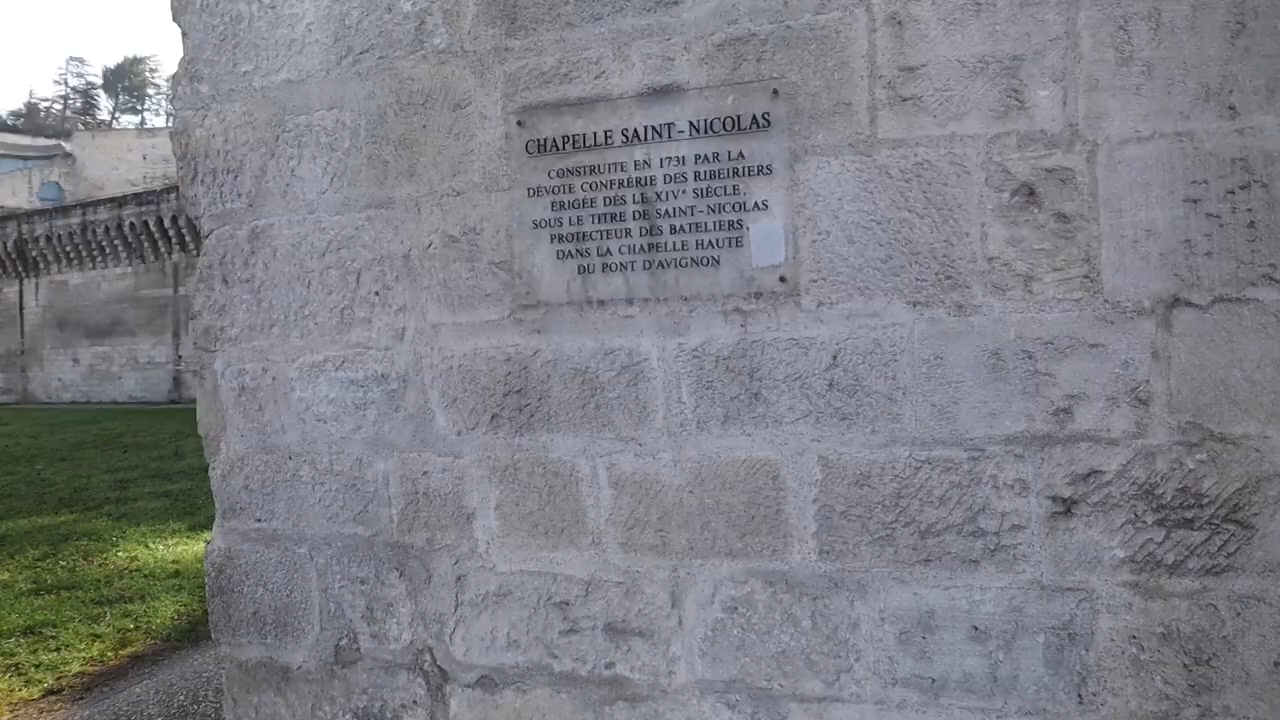 CHAPELLE SAINT-NICOLAS
CONSTRUITE EN 1731 PAR LA
DÉVOTE CONFRÉRIE DES RIBEIRIERS
ÉRIGÉE DÈS LE XIVe SIÈCLE,
SOUS LE TITRE DE SAINT-NICOLAS
PROTECTEUR DES BATELIERS
DANS LA CHAPELLE HAUTE
DU PONT D'AVIGNON